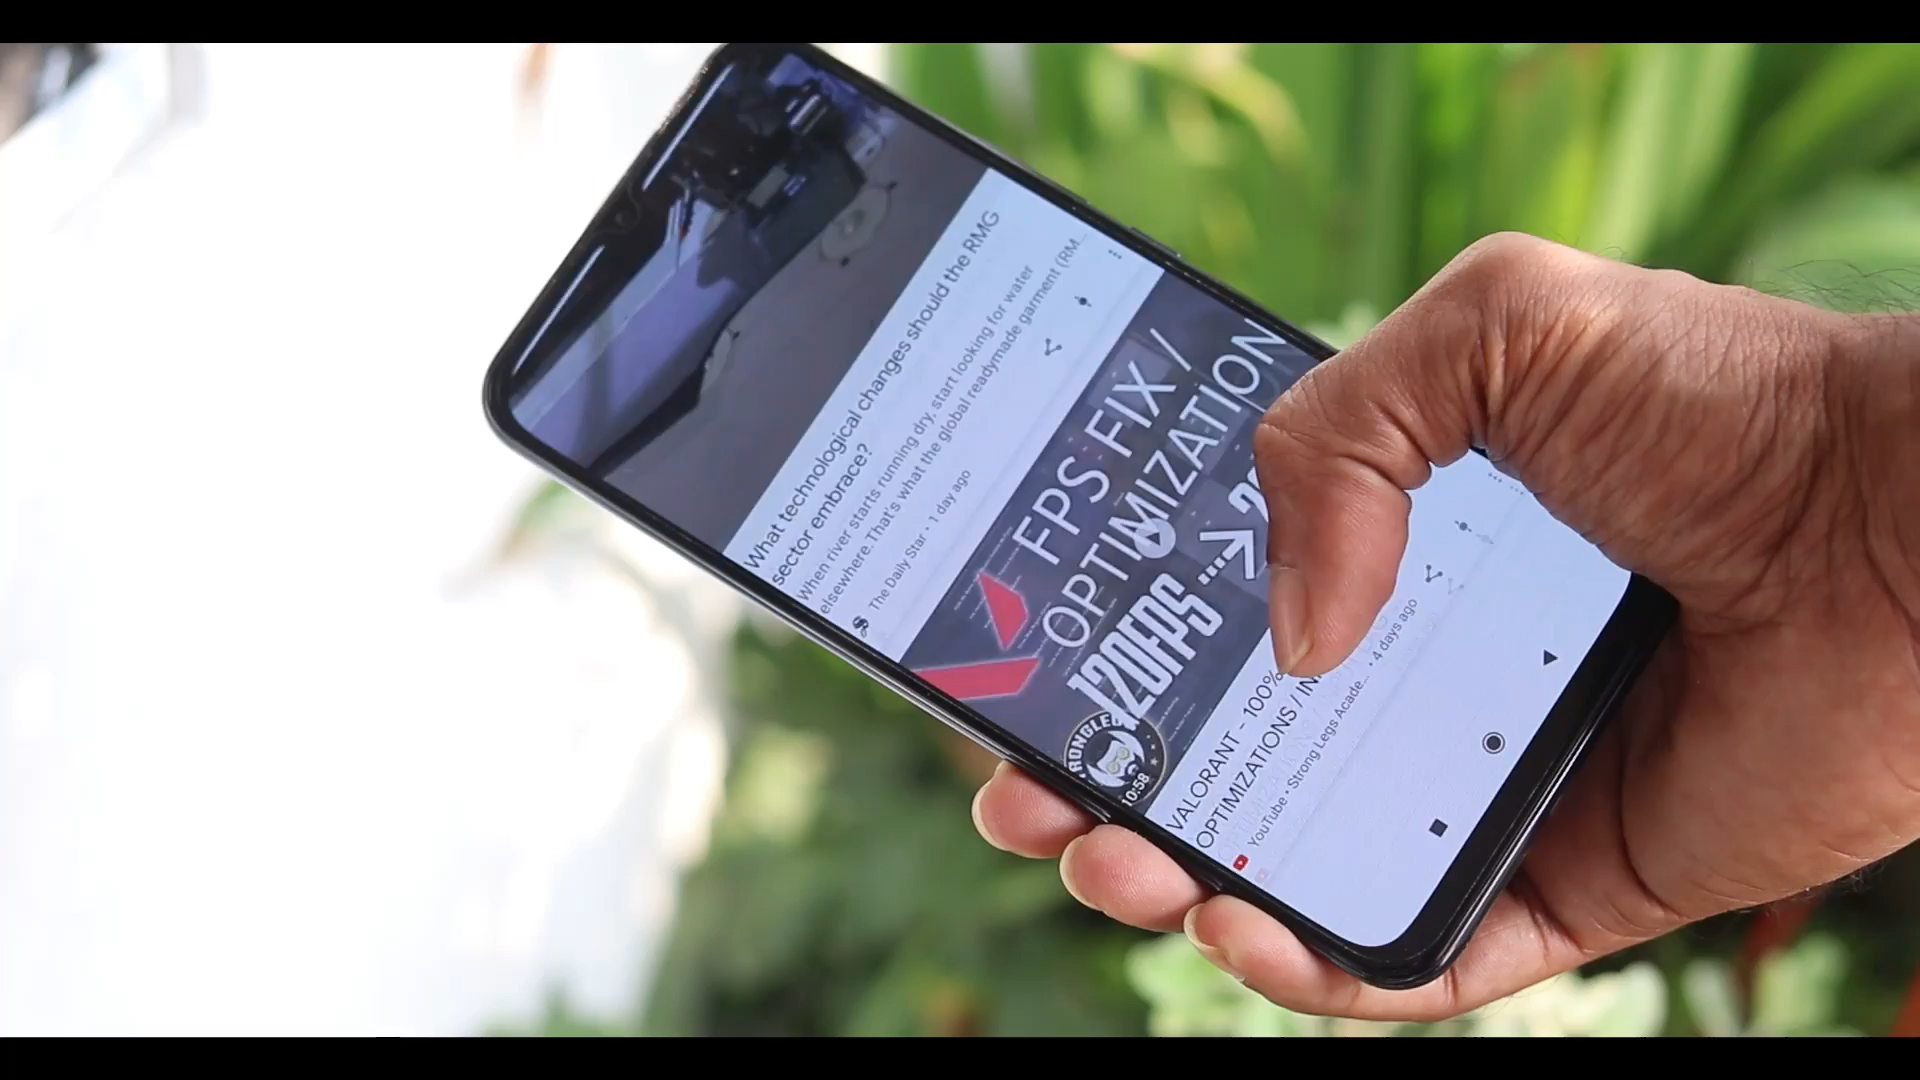 What technological changes should the RMG
sector embrace?
When river starts running dry, start looking for water
elsewhere. That's what the global readymade garment (RM...
The Daily Star • 1 day ago
FPS FIX /
OPTIMIZATION
120FPS
10:58
VALORANT - 100%
OPTIMIZATIONS /
YouTube • Strong Legs Acade... • 4 days ago